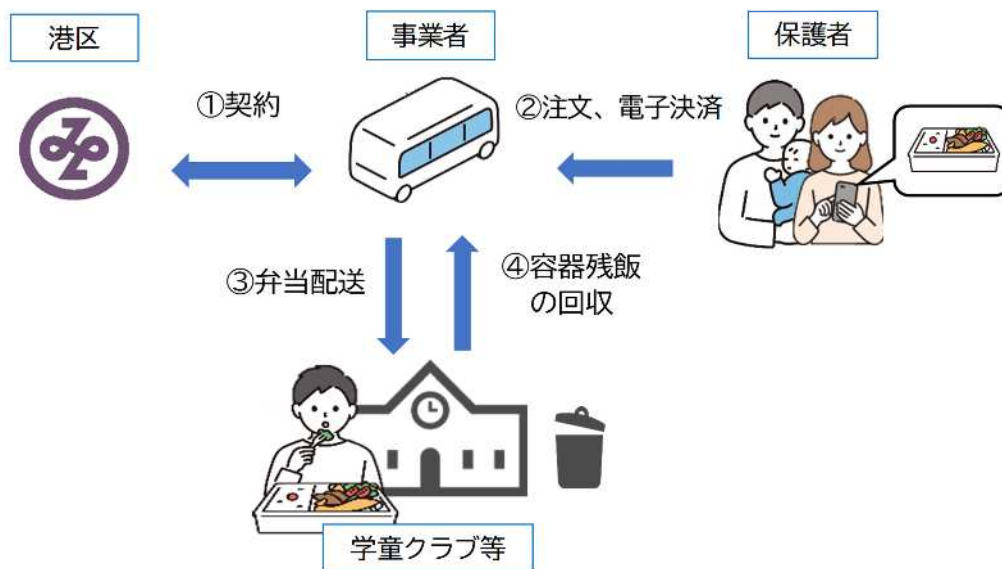 港区
事業者
保護者
①契約
②注文、電子決済
③弁当配送
④容器残飯
の回収
学童クラブ等